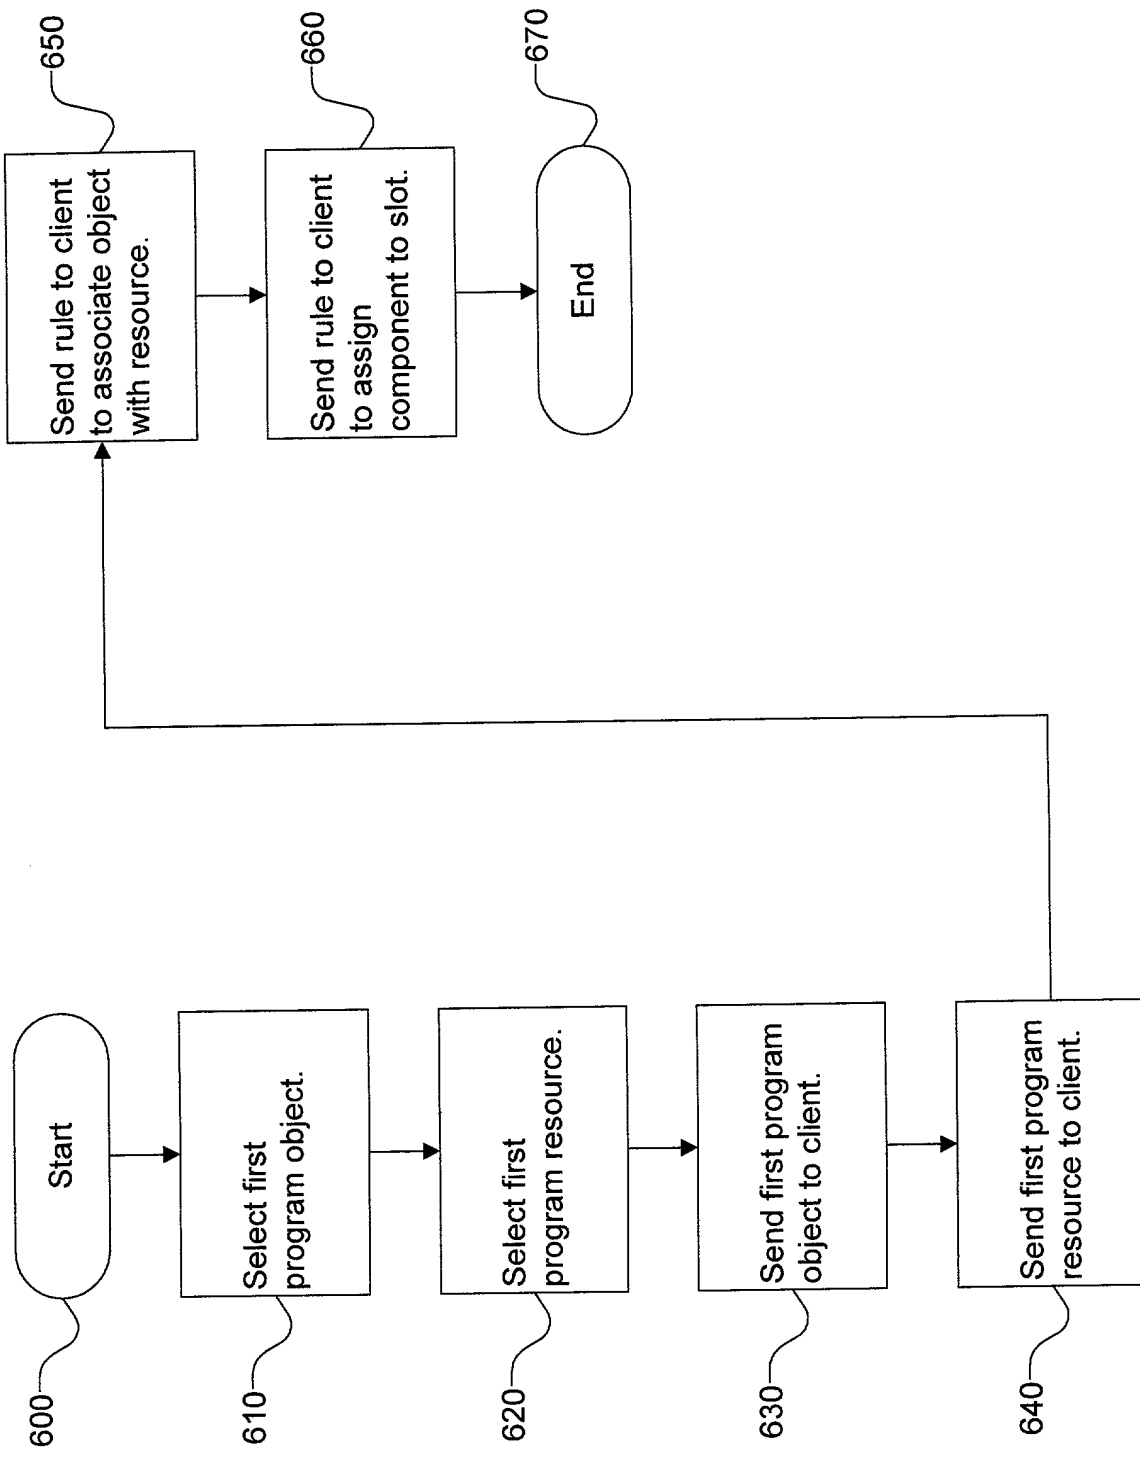 600
Start
610
Select first
program object.
620
Select first
program resource.
630
Send first program
object to client.
640
Send first program
resource to client.
650
Send rule to client
to associate object
with resource.
660
Send rule to client
to assign
component to slot.
670
End